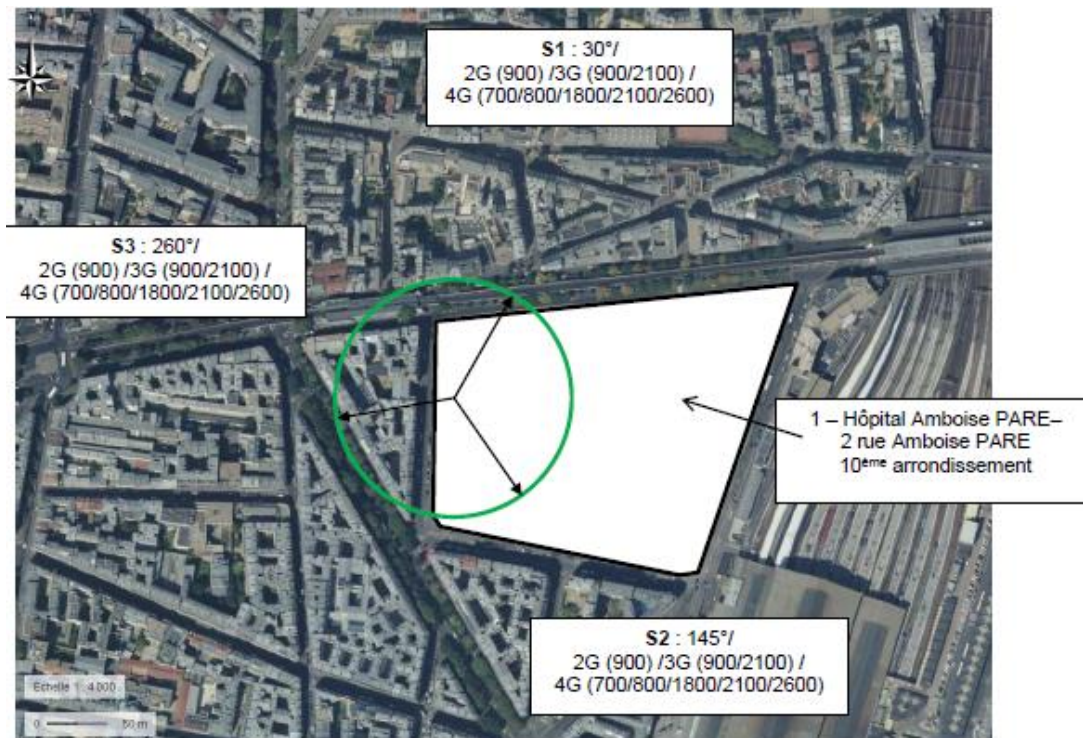 S1 : 30°/
2G (900) /3G (900/2100) /
4G (700/800/1800/2100/2600)
S3 : 260°/
2G (900) /3G (900/2100) /
4G (700/800/1800/2100/2600)
1 – Hôpital Amboise PARE–
2 rue Amboise PARE
10ème arrondissement
S2 : 145°/
2G (900) /3G (900/2100) /
4G (700/800/1800/2100/2600)
Echelle 1 : 4 000
0 50 m